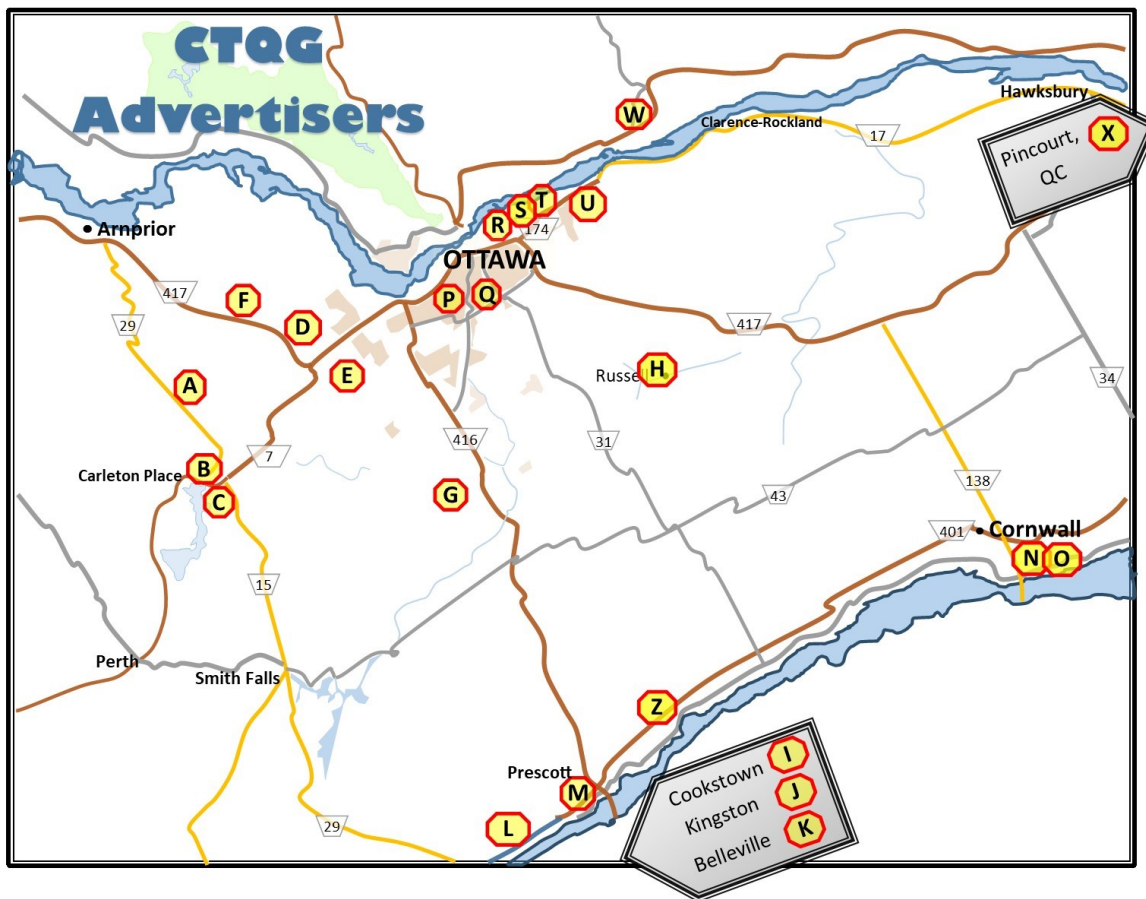 CTQG
Advertisers
W
Hawksbury
Clarence-Rockland
17
Pincourt,
QC
X
T
S
U
R
174
Arnprior
OTTAWA
417
F
P
Q
29
D
417
E
H
Russell
A
34
416
31
7
B
Carleton Place
138
G
43
C
401
Cornwall
N
O
15
Perth
Smith Falls
Z
Prescott
M
L
29
Cookstown I
Kingston J
Belleville K